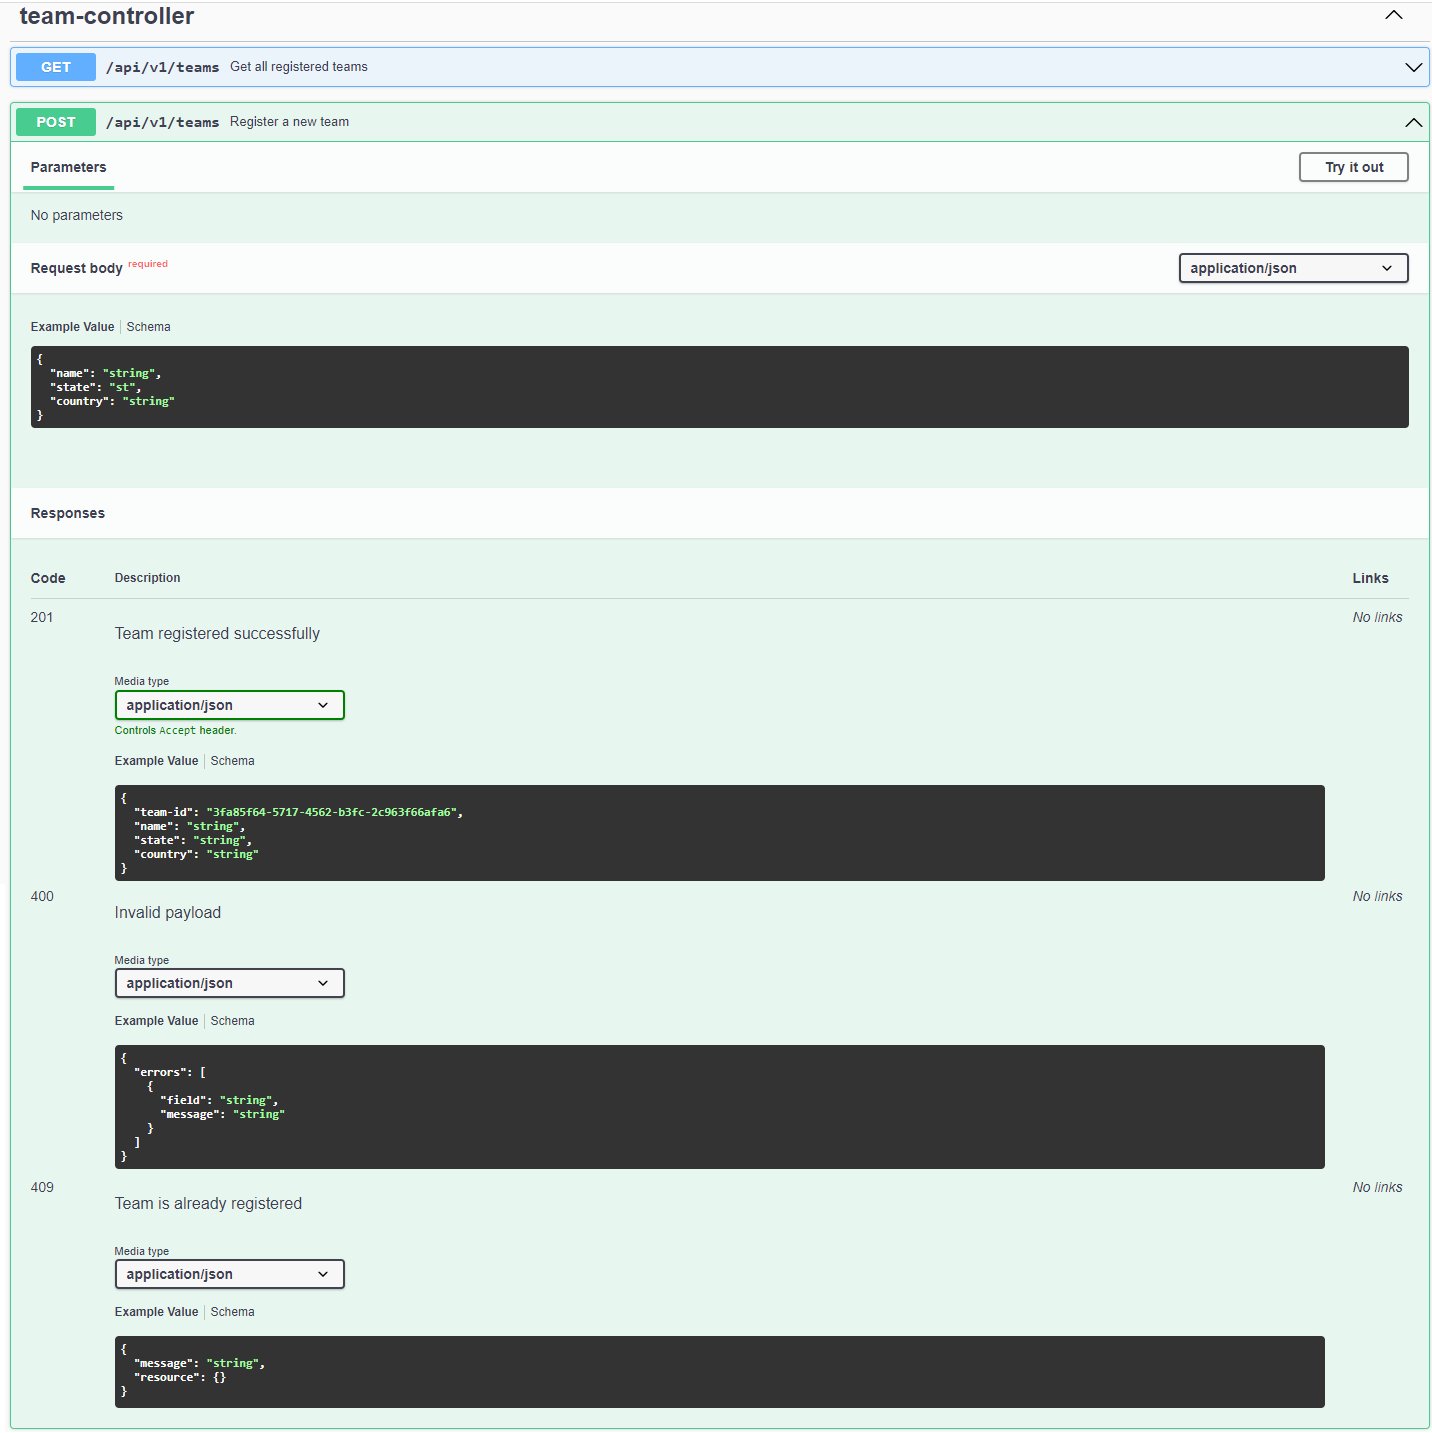 team-controller
GET /api/v1/teams Get all registered teams
POST /api/v1/teams Register a new team
Parameters
Try it out
No parameters
Request body required
application/json
Example Value Schema
{
"name": "string",
"state": "st",
"country": "string"
}
Responses
Code Description Links
201 No links
Team registered successfully
Media type
application/json
Controls Accept header.
Example Value Schema
{
"team-id": "3fa85f64-5717-4562-b3fc-2c963f66afa6",
"name": "string",
"state": "string",
"country": "string"
}
400 No links
Invalid payload
Media type
application/json
Example Value Schema
{
"errors": [
{
"field": "string",
"message": "string"
}
]
}
409 No links
Team is already registered
Media type
application/json
Example Value Schema
{
"message": "string",
"resource": {}
}